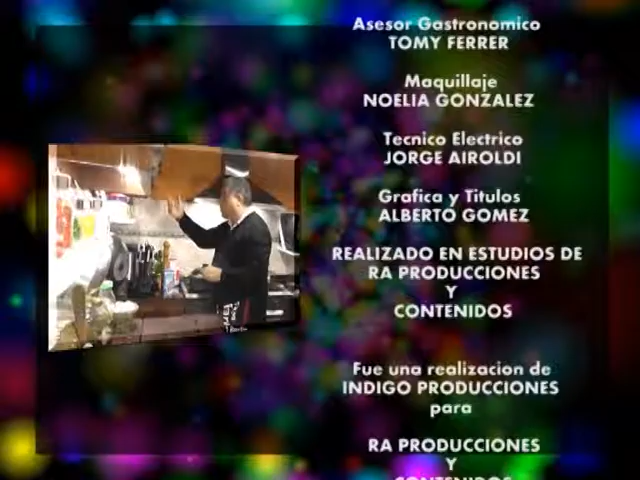 Asesor Gastronomico
TOMY FERRER
Maquillaje
NOELIA GONZALEZ
Tecnico Electrico
JORGE AIROLDI
Grafica y Titulos
ALBERTO GOMEZ
REALIZADO EN ESTUDIOS DE
RA PRODUCCIONES
Y
CONTENIDOS
Fue una realizacion de
INDIGO PRODUCCIONES
para
RA PRODUCCIONES
Y
CONTENIDOS